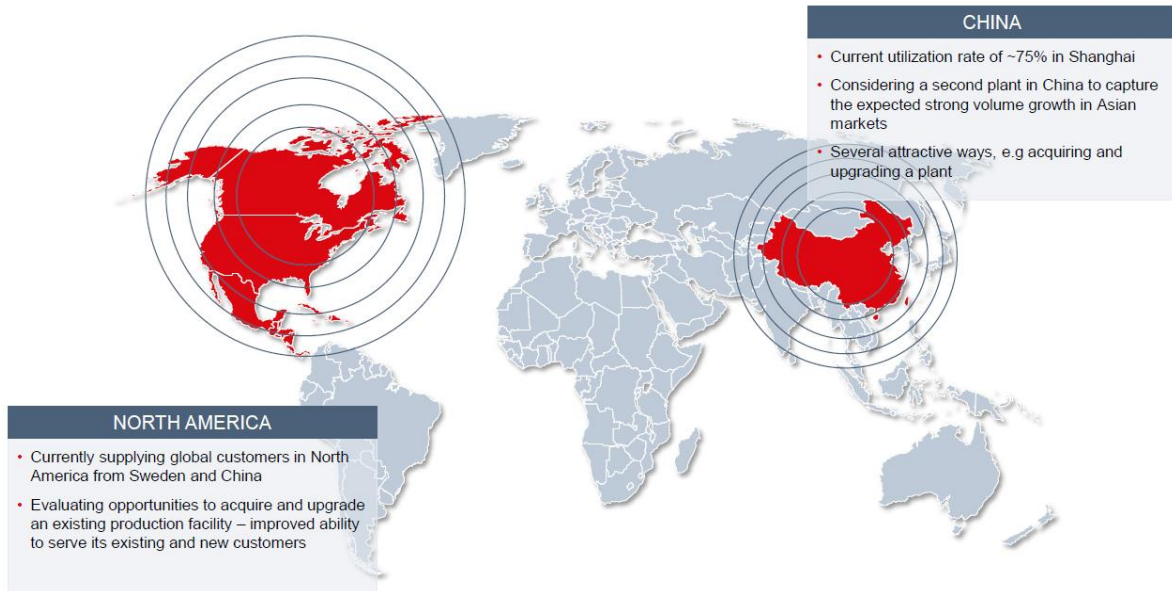 CHINA
• Current utilization rate of ~75% in Shanghai
• Considering a second plant in China to capture
the expected strong volume growth in Asian
markets
• Several attractive ways, e.g acquiring and
upgrading a plant
NORTH AMERICA
• Currently supplying global customers in North
America from Sweden and China
• Evaluating opportunities to acquire and upgrade
an existing production facility – improved ability
to serve its existing and new customers